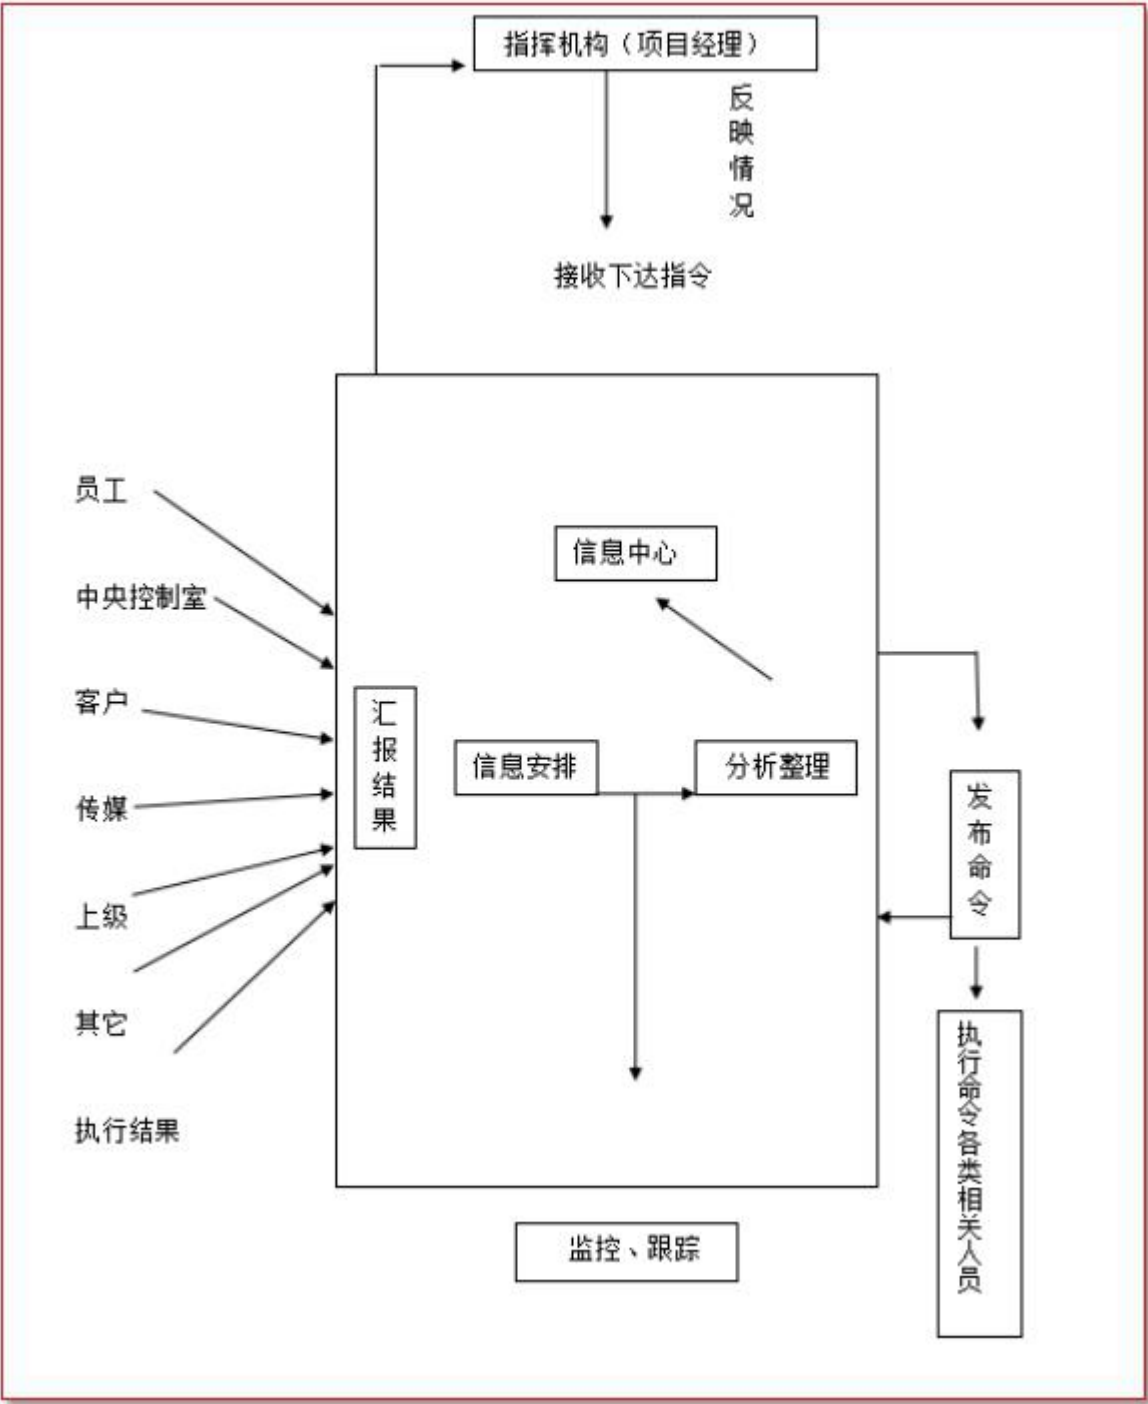 指挥机构（项目经理）
反映情况
接收下达指令
员工
信息中心
中央控制室
客户
汇报结果
信息安排
分析整理
传媒
发布命令
上级
其它
执行命令各类相关人员
执行结果
监控、跟踪